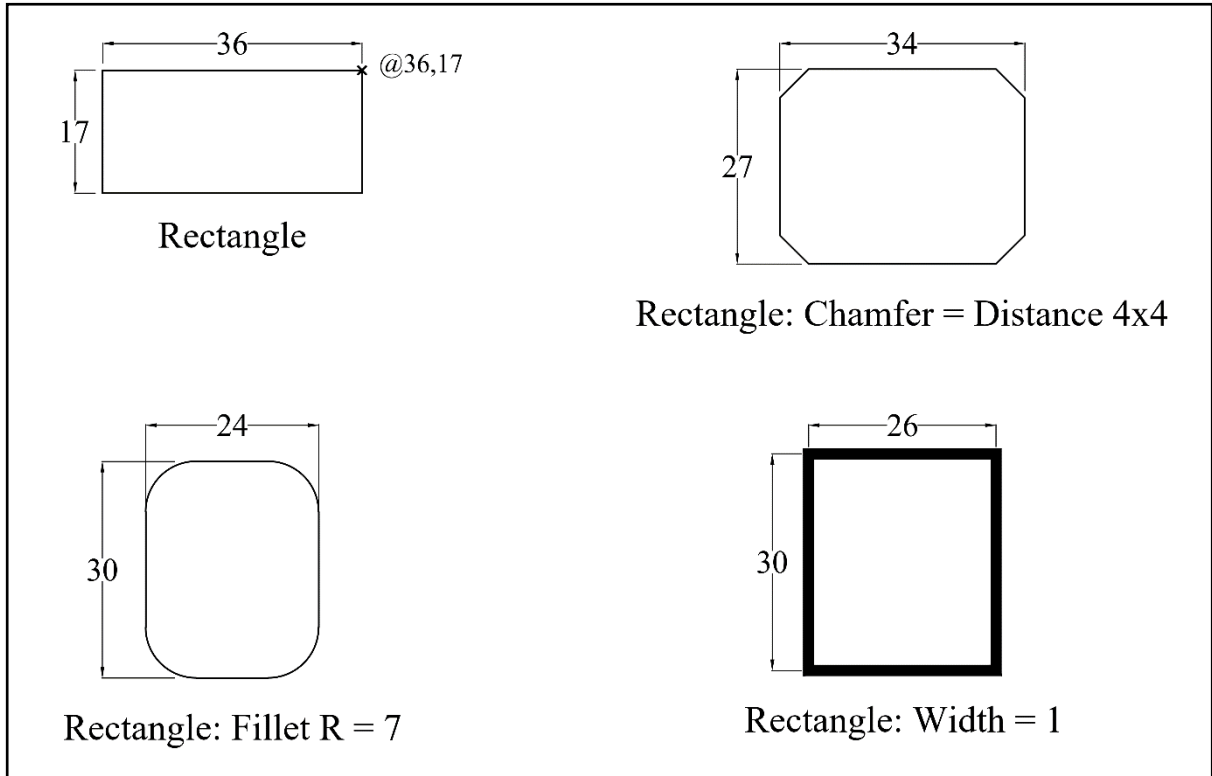 36
@36,17
17
Rectangle
34
27
Rectangle: Chamfer = Distance 4x4
24
30
Rectangle: Fillet R = 7
26
30
Rectangle: Width = 1